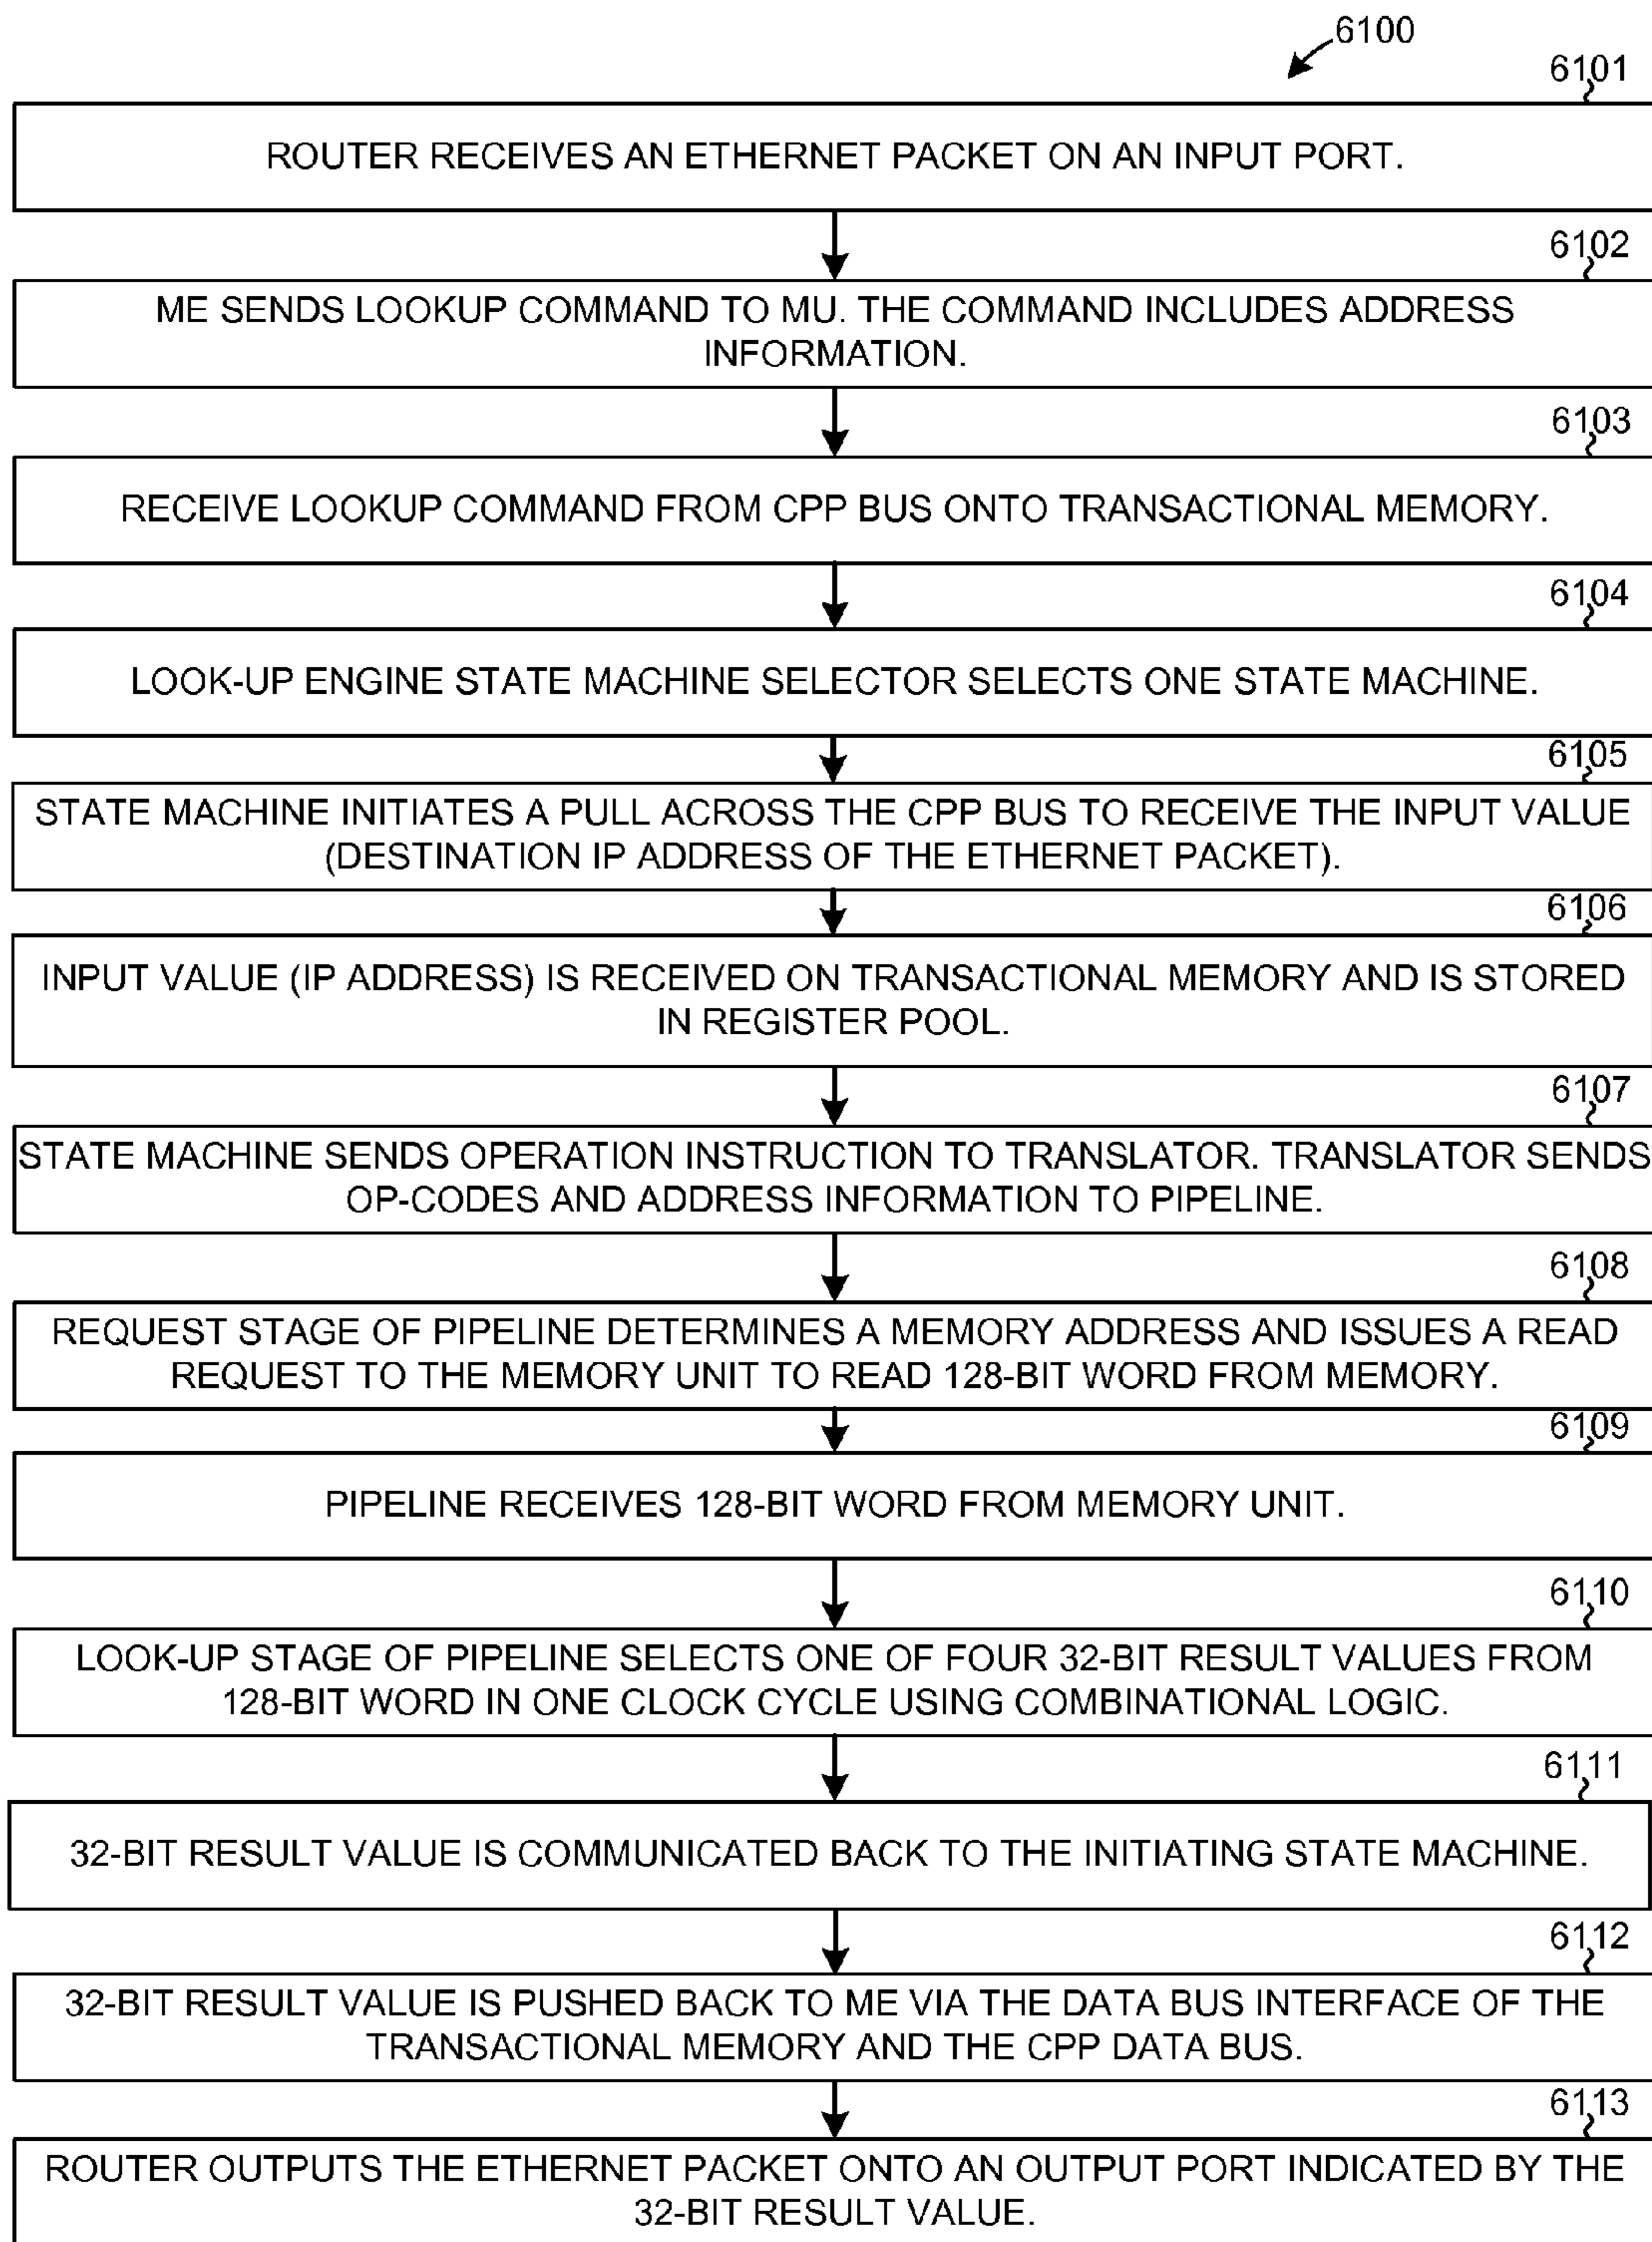 6100
6101
ROUTER RECEIVES AN ETHERNET PACKET ON AN INPUT PORT.
6102
ME SENDS LOOKUP COMMAND TO MU. THE COMMAND INCLUDES ADDRESS
INFORMATION.
6103
RECEIVE LOOKUP COMMAND FROM CPP BUS ONTO TRANSACTIONAL MEMORY.
6104
LOOK-UP ENGINE STATE MACHINE SELECTOR SELECTS ONE STATE MACHINE.
6105
STATE MACHINE INITIATES A PULL ACROSS THE CPP BUS TO RECEIVE THE INPUT VALUE
(DESTINATION IP ADDRESS OF THE ETHERNET PACKET).
6106
INPUT VALUE (IP ADDRESS) IS RECEIVED ON TRANSACTIONAL MEMORY AND IS STORED
IN REGISTER POOL.
6107
STATE MACHINE SENDS OPERATION INSTRUCTION TO TRANSLATOR. TRANSLATOR SENDS
OP-CODES AND ADDRESS INFORMATION TO PIPELINE.
6108
REQUEST STAGE OF PIPELINE DETERMINES A MEMORY ADDRESS AND ISSUES A READ
REQUEST TO THE MEMORY UNIT TO READ 128-BIT WORD FROM MEMORY.
6109
PIPELINE RECEIVES 128-BIT WORD FROM MEMORY UNIT.
6110
LOOK-UP STAGE OF PIPELINE SELECTS ONE OF FOUR 32-BIT RESULT VALUES FROM
128-BIT WORD IN ONE CLOCK CYCLE USING COMBINATIONAL LOGIC.
6111
32-BIT RESULT VALUE IS COMMUNICATED BACK TO THE INITIATING STATE MACHINE.
6112
32-BIT RESULT VALUE IS PUSHED BACK TO ME VIA THE DATA BUS INTERFACE OF THE
TRANSACTIONAL MEMORY AND THE CPP DATA BUS.
6113
ROUTER OUTPUTS THE ETHERNET PACKET ONTO AN OUTPUT PORT INDICATED BY THE
32-BIT RESULT VALUE.